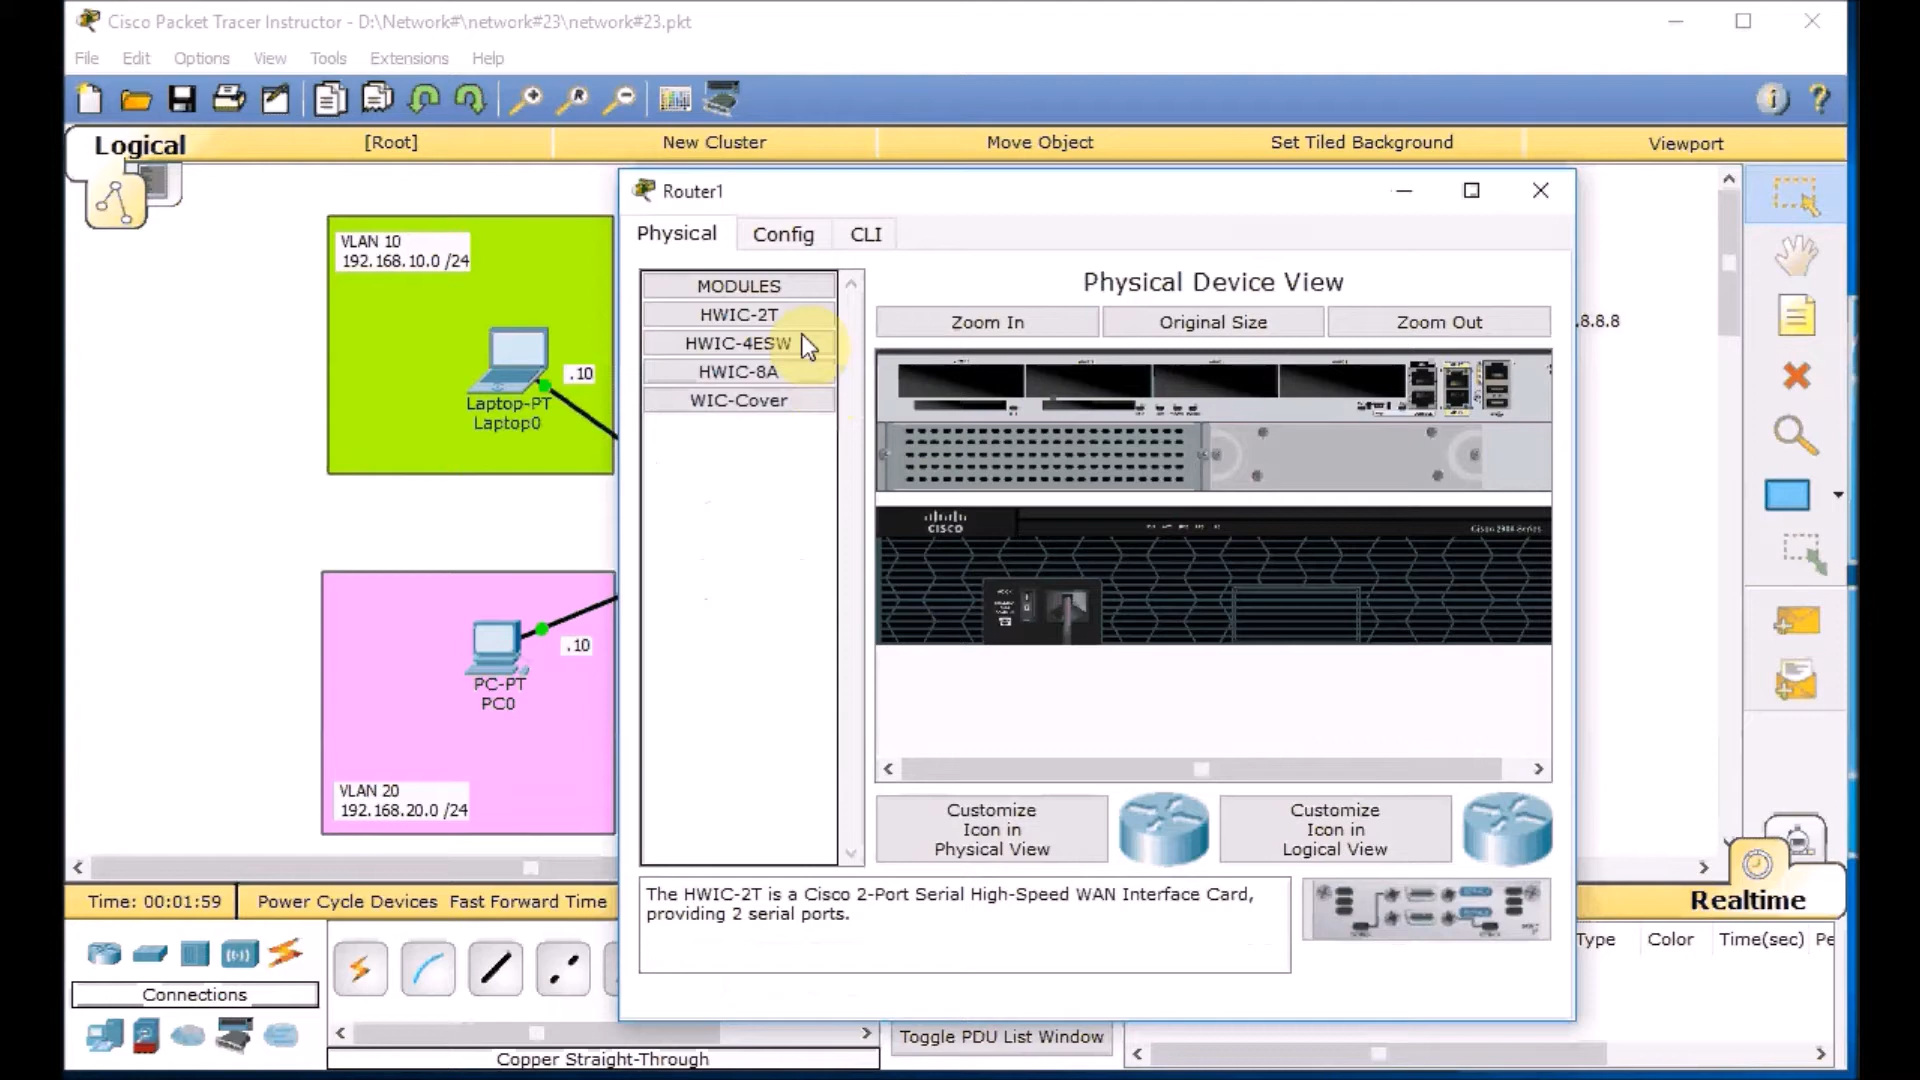 Cisco Packet Tracer Instructor - D:\Network#\network#23\network#23.pkt
File Edit Options View Tools Extensions Help
Logical [Root] New Cluster Move Object Set Tiled Background Viewport
Router1
Physical Config CLI
VLAN 10
192.168.10.0 /24
.10
Laptop-PT
Laptop0
MODULES
HWIC-2T
HWIC-4ESW
HWIC-8A
WIC-Cover
Physical Device View
Zoom In Original Size Zoom Out
.8.8.8
CISCO
.10
PC-PT
PC0
VLAN 20
192.168.20.0 /24
Customize
Icon in
Physical View
Customize
Icon in
Logical View
The HWIC-2T is a Cisco 2-Port Serial High-Speed WAN Interface Card,
providing 2 serial ports.
Time: 00:01:59 Power Cycle Devices Fast Forward Time
Realtime
Type Color Time(sec) Pe
Connections
Toggle PDU List Window
Copper Straight-Through